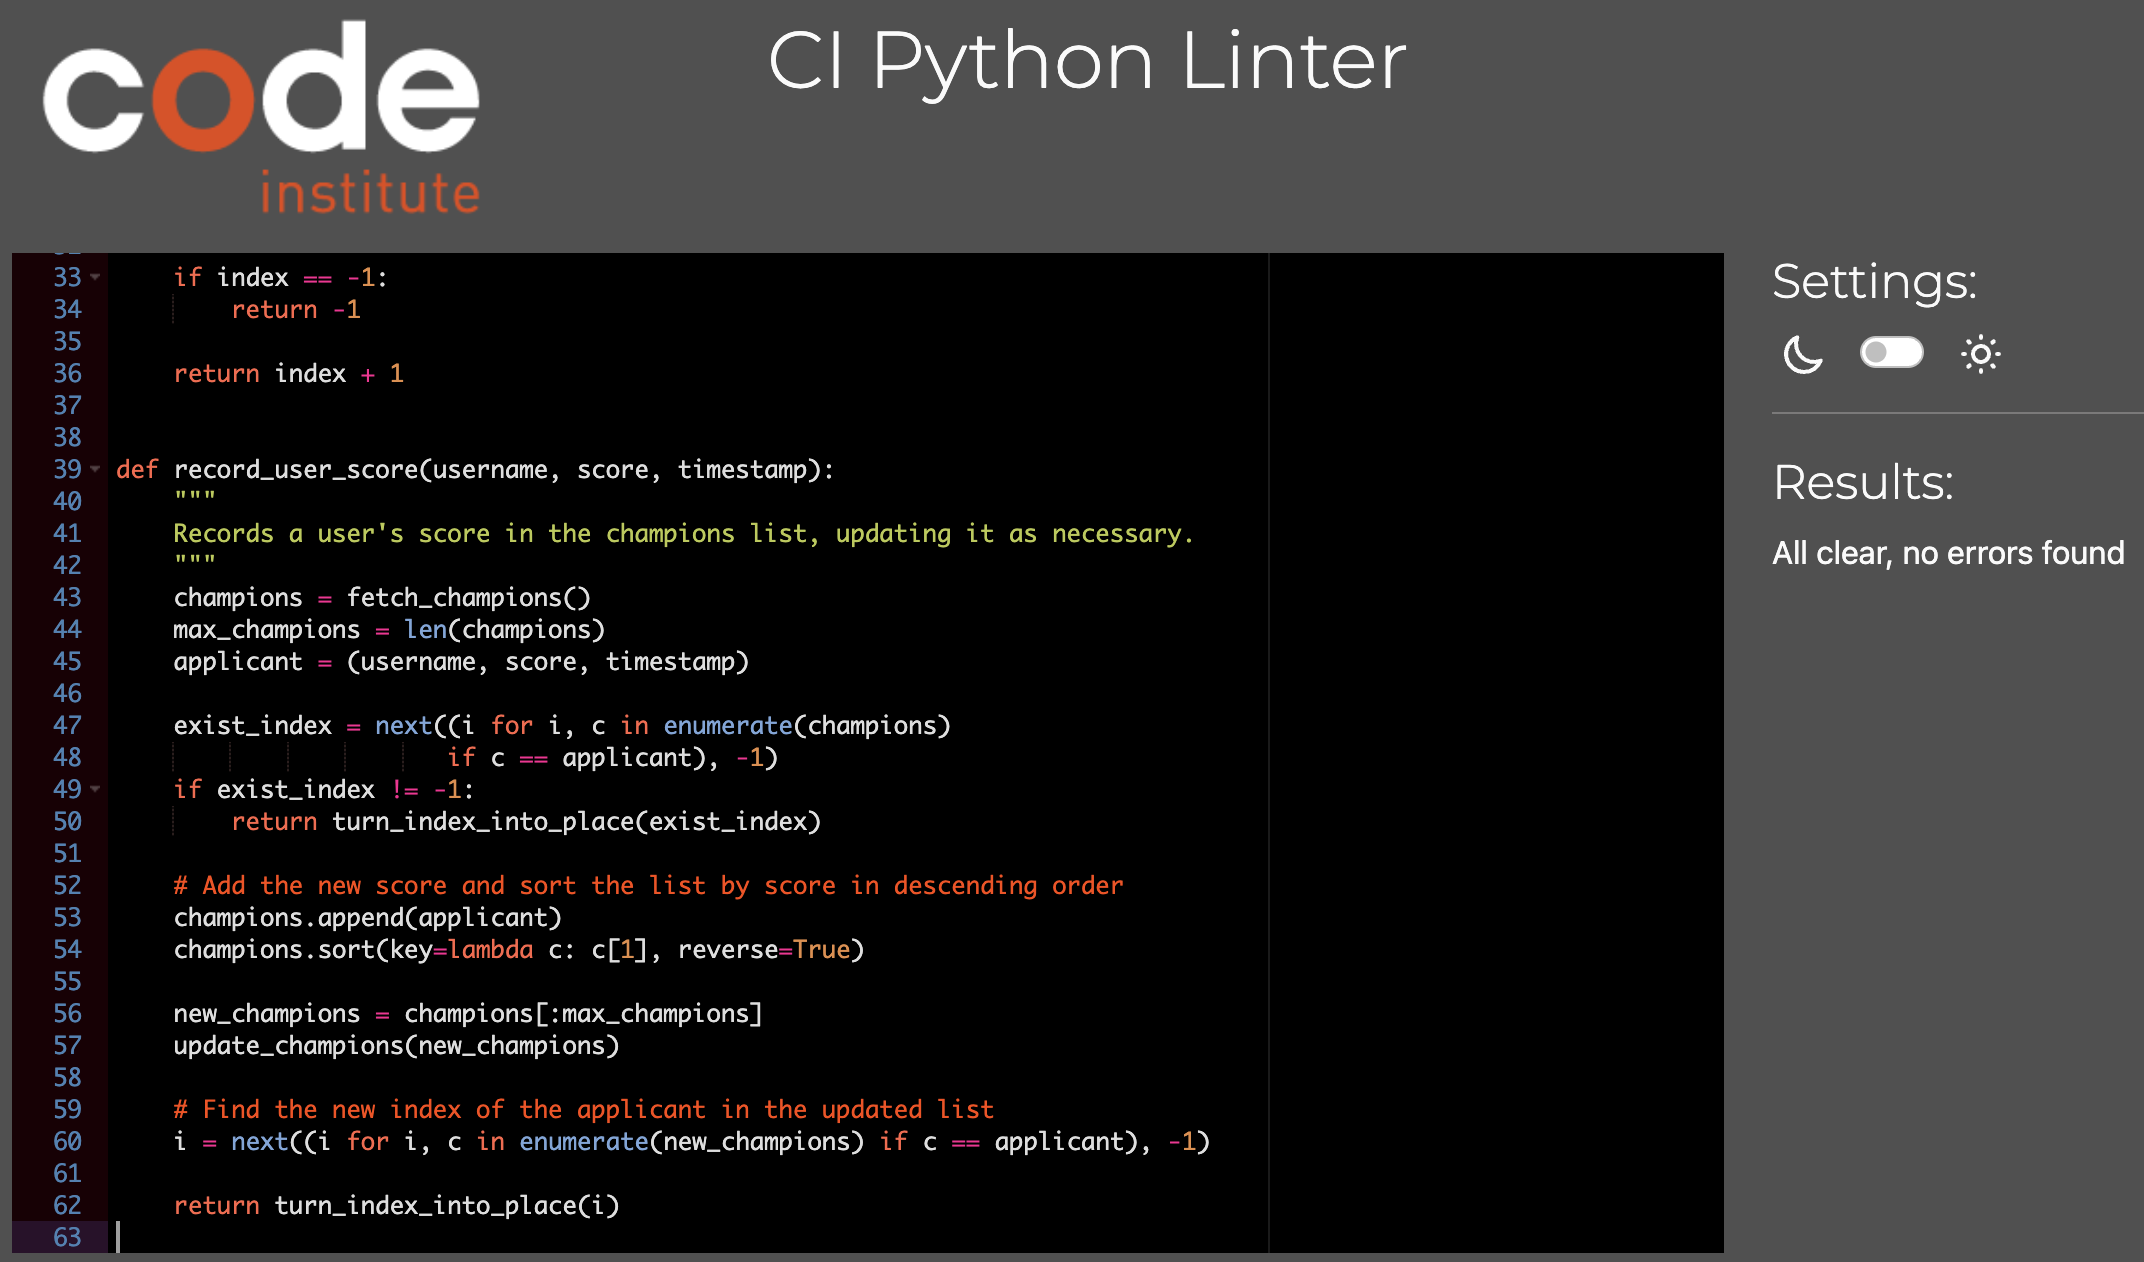 code
institute
CI Python Linter
33     if index == -1:
34         return -1
35
36     return index + 1
37
38
39 def record_user_score(username, score, timestamp):
40     """
41     Records a user's score in the champions list, updating it as necessary.
42     """
43     champions = fetch_champions()
44     max_champions = len(champions)
45     applicant = (username, score, timestamp)
46
47     exist_index = next((i for i, c in enumerate(champions)
48                        if c == applicant), -1)
49     if exist_index != -1:
50         return turn_index_into_place(exist_index)
51
52     # Add the new score and sort the list by score in descending order
53     champions.append(applicant)
54     champions.sort(key=lambda c: c[1], reverse=True)
55
56     new_champions = champions[:max_champions]
57     update_champions(new_champions)
58
59     # Find the new index of the applicant in the updated list
60     i = next((i for i, c in enumerate(new_champions) if c == applicant), -1)
61
62     return turn_index_into_place(i)
63
Settings:
Results:
All clear, no errors found